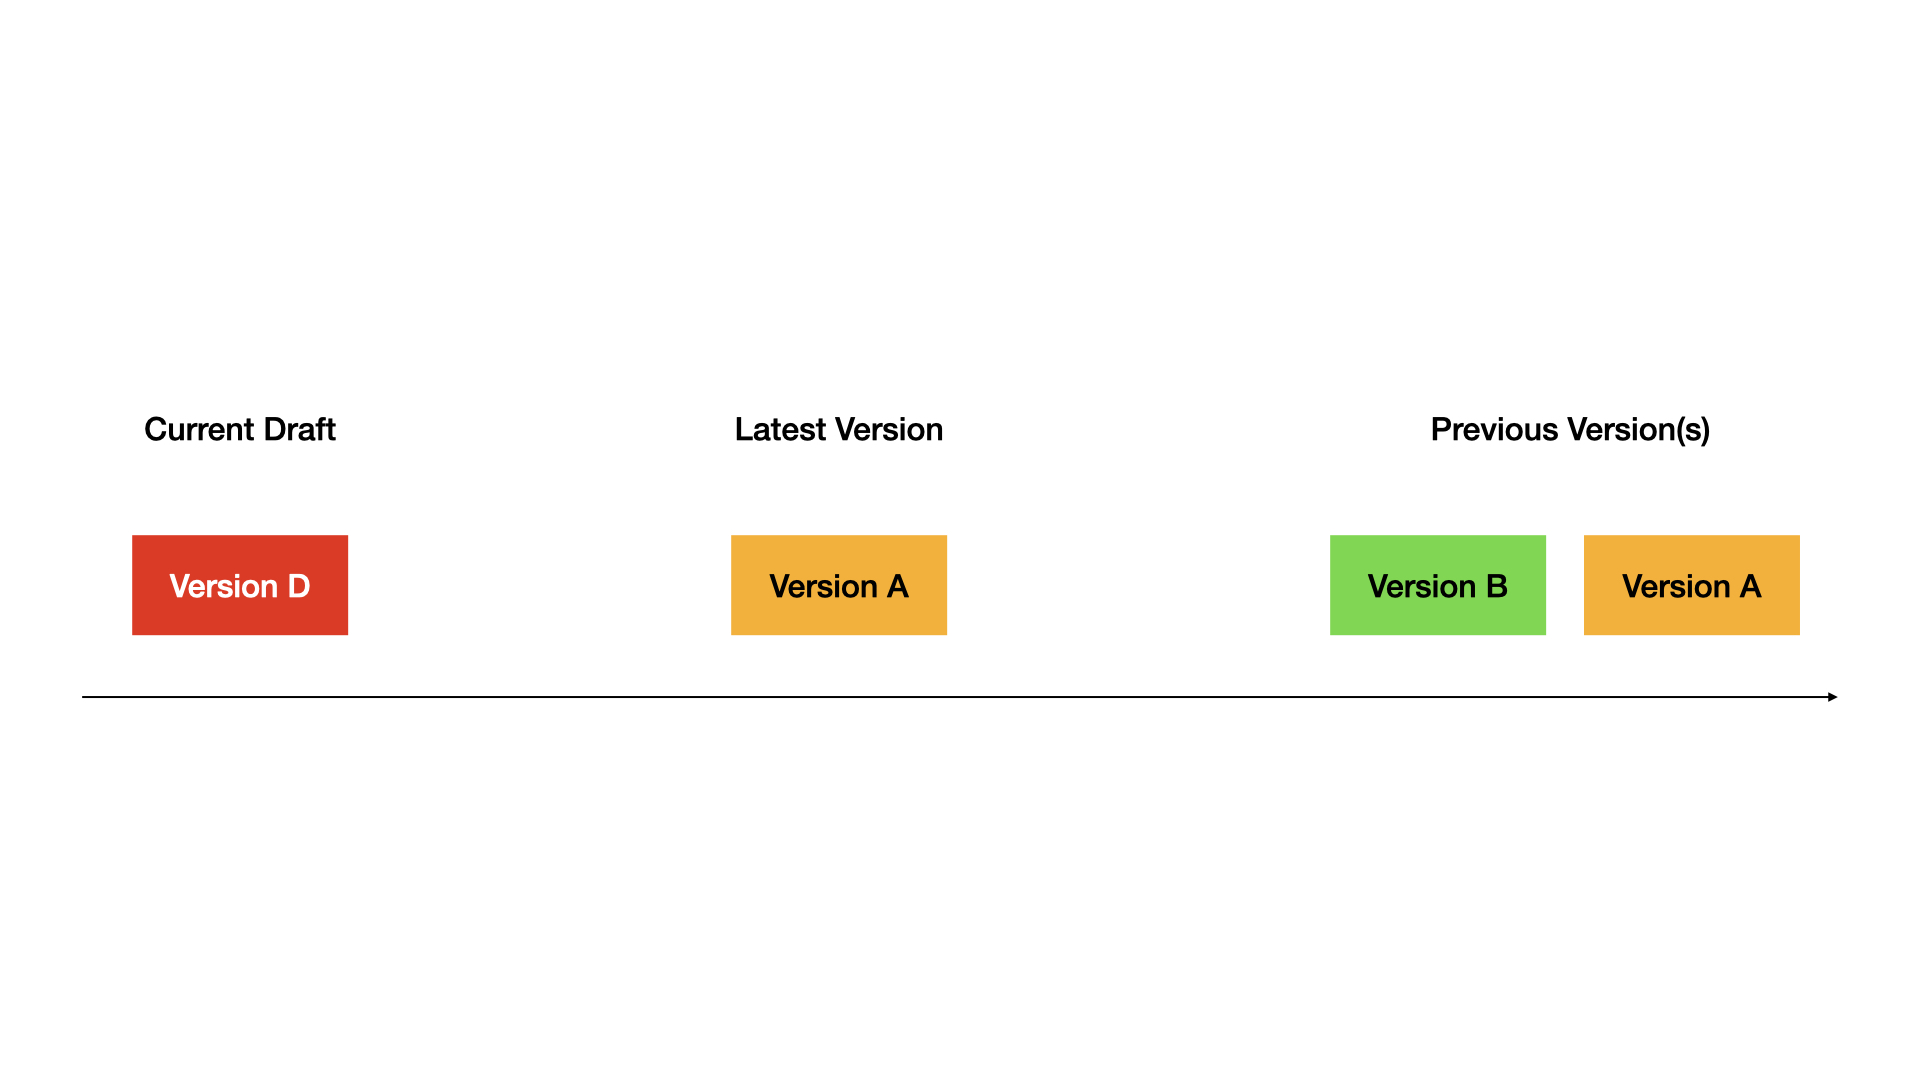 Current Draft
Latest Version
Previous Version(s)
Version D
Version A
Version B
Version A